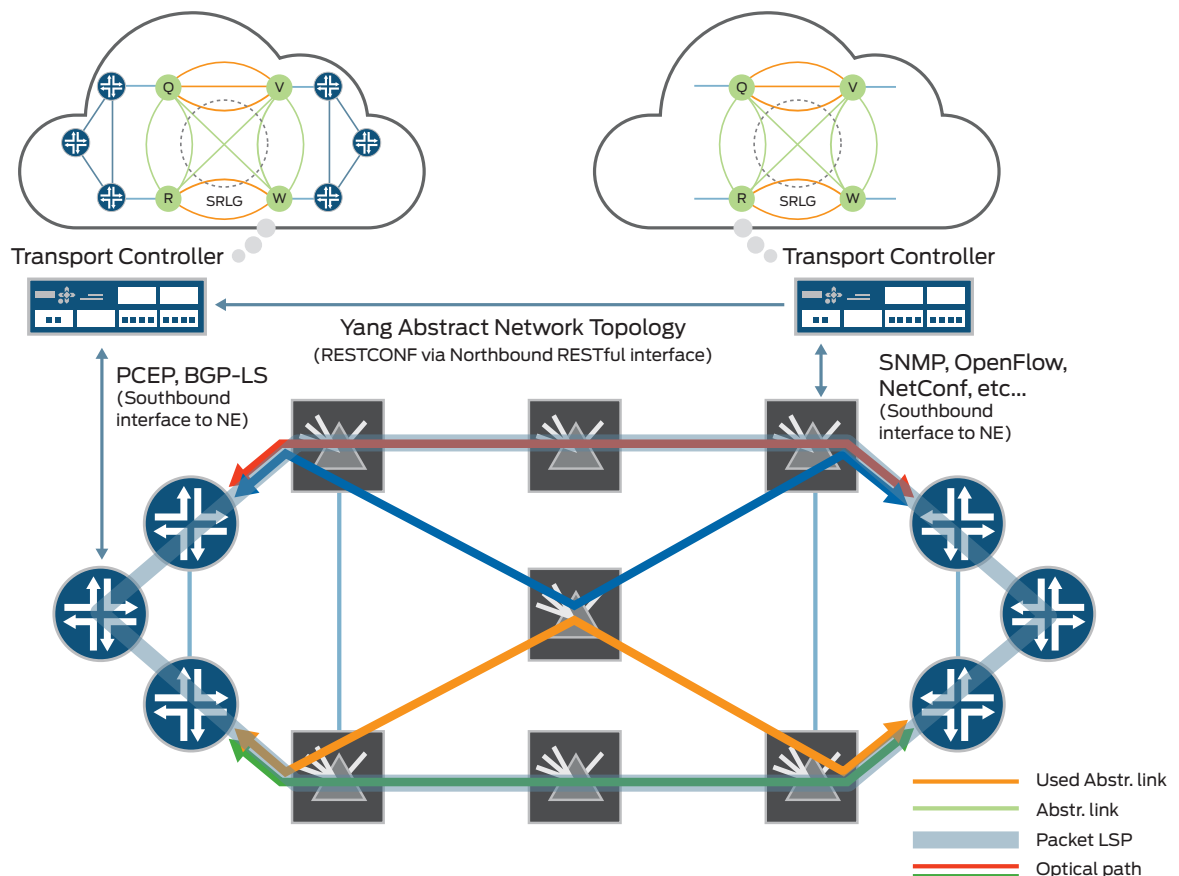 Q
V
R
SRLG
W
Q
V
R
SRLG
W
Transport Controller
Transport Controller
Yang Abstract Network Topology
(RESTCONF via Northbound RESTful interface)
PCEP, BGP-LS
(Southbound
interface to NE)
SNMP, OpenFlow,
NetConf, etc...
(Southbound
interface to NE)
Used Abstr. link
Abstr. link
Packet LSP
Optical path